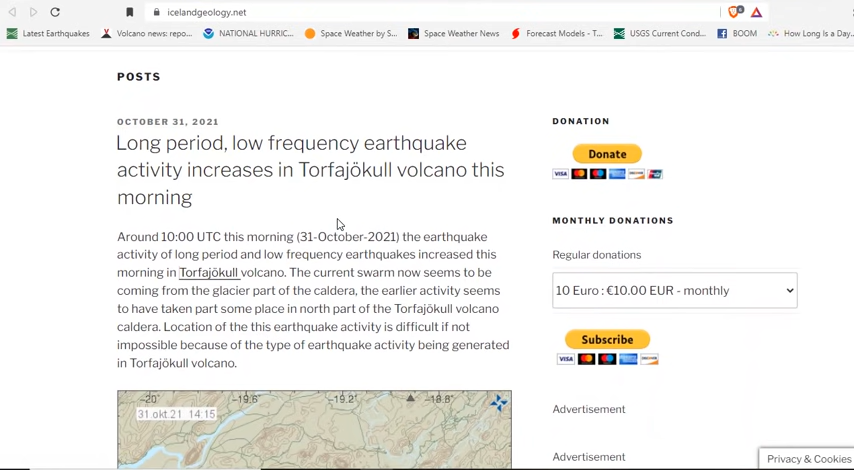 icelandgeology.net
Latest Earthquakes
Volcano news: repo...
NATIONAL HURRIC...
Space Weather by S...
Space Weather News
Forecast Models - T...
USGS Current Cond...
BOOM
How Long Is a Day...
POSTS
OCTOBER 31, 2021
Long period, low frequency earthquake
activity increases in Torfajökull volcano this
morning
Around 10:00 UTC this morning (31-October-2021) the earthquake
activity of long period and low frequency earthquakes increased this
morning in Torfajökull volcano. The current swarm now seems to be
coming from the glacier part of the caldera, the earlier activity seems
to have taken part some place in north part of the Torfajökull volcano
caldera. Location of the this earthquake activity is difficult if not
impossible because of the type of earthquake activity being generated
in Torfajökull volcano.
-20° -19.6° -19.2° -18.8°
31.okt.21 14:15
DONATION
Donate
VISA
MONTHLY DONATIONS
Regular donations
10 Euro : €10.00 EUR - monthly
Subscribe
VISA
Advertisement
Advertisement
Privacy & Cookies